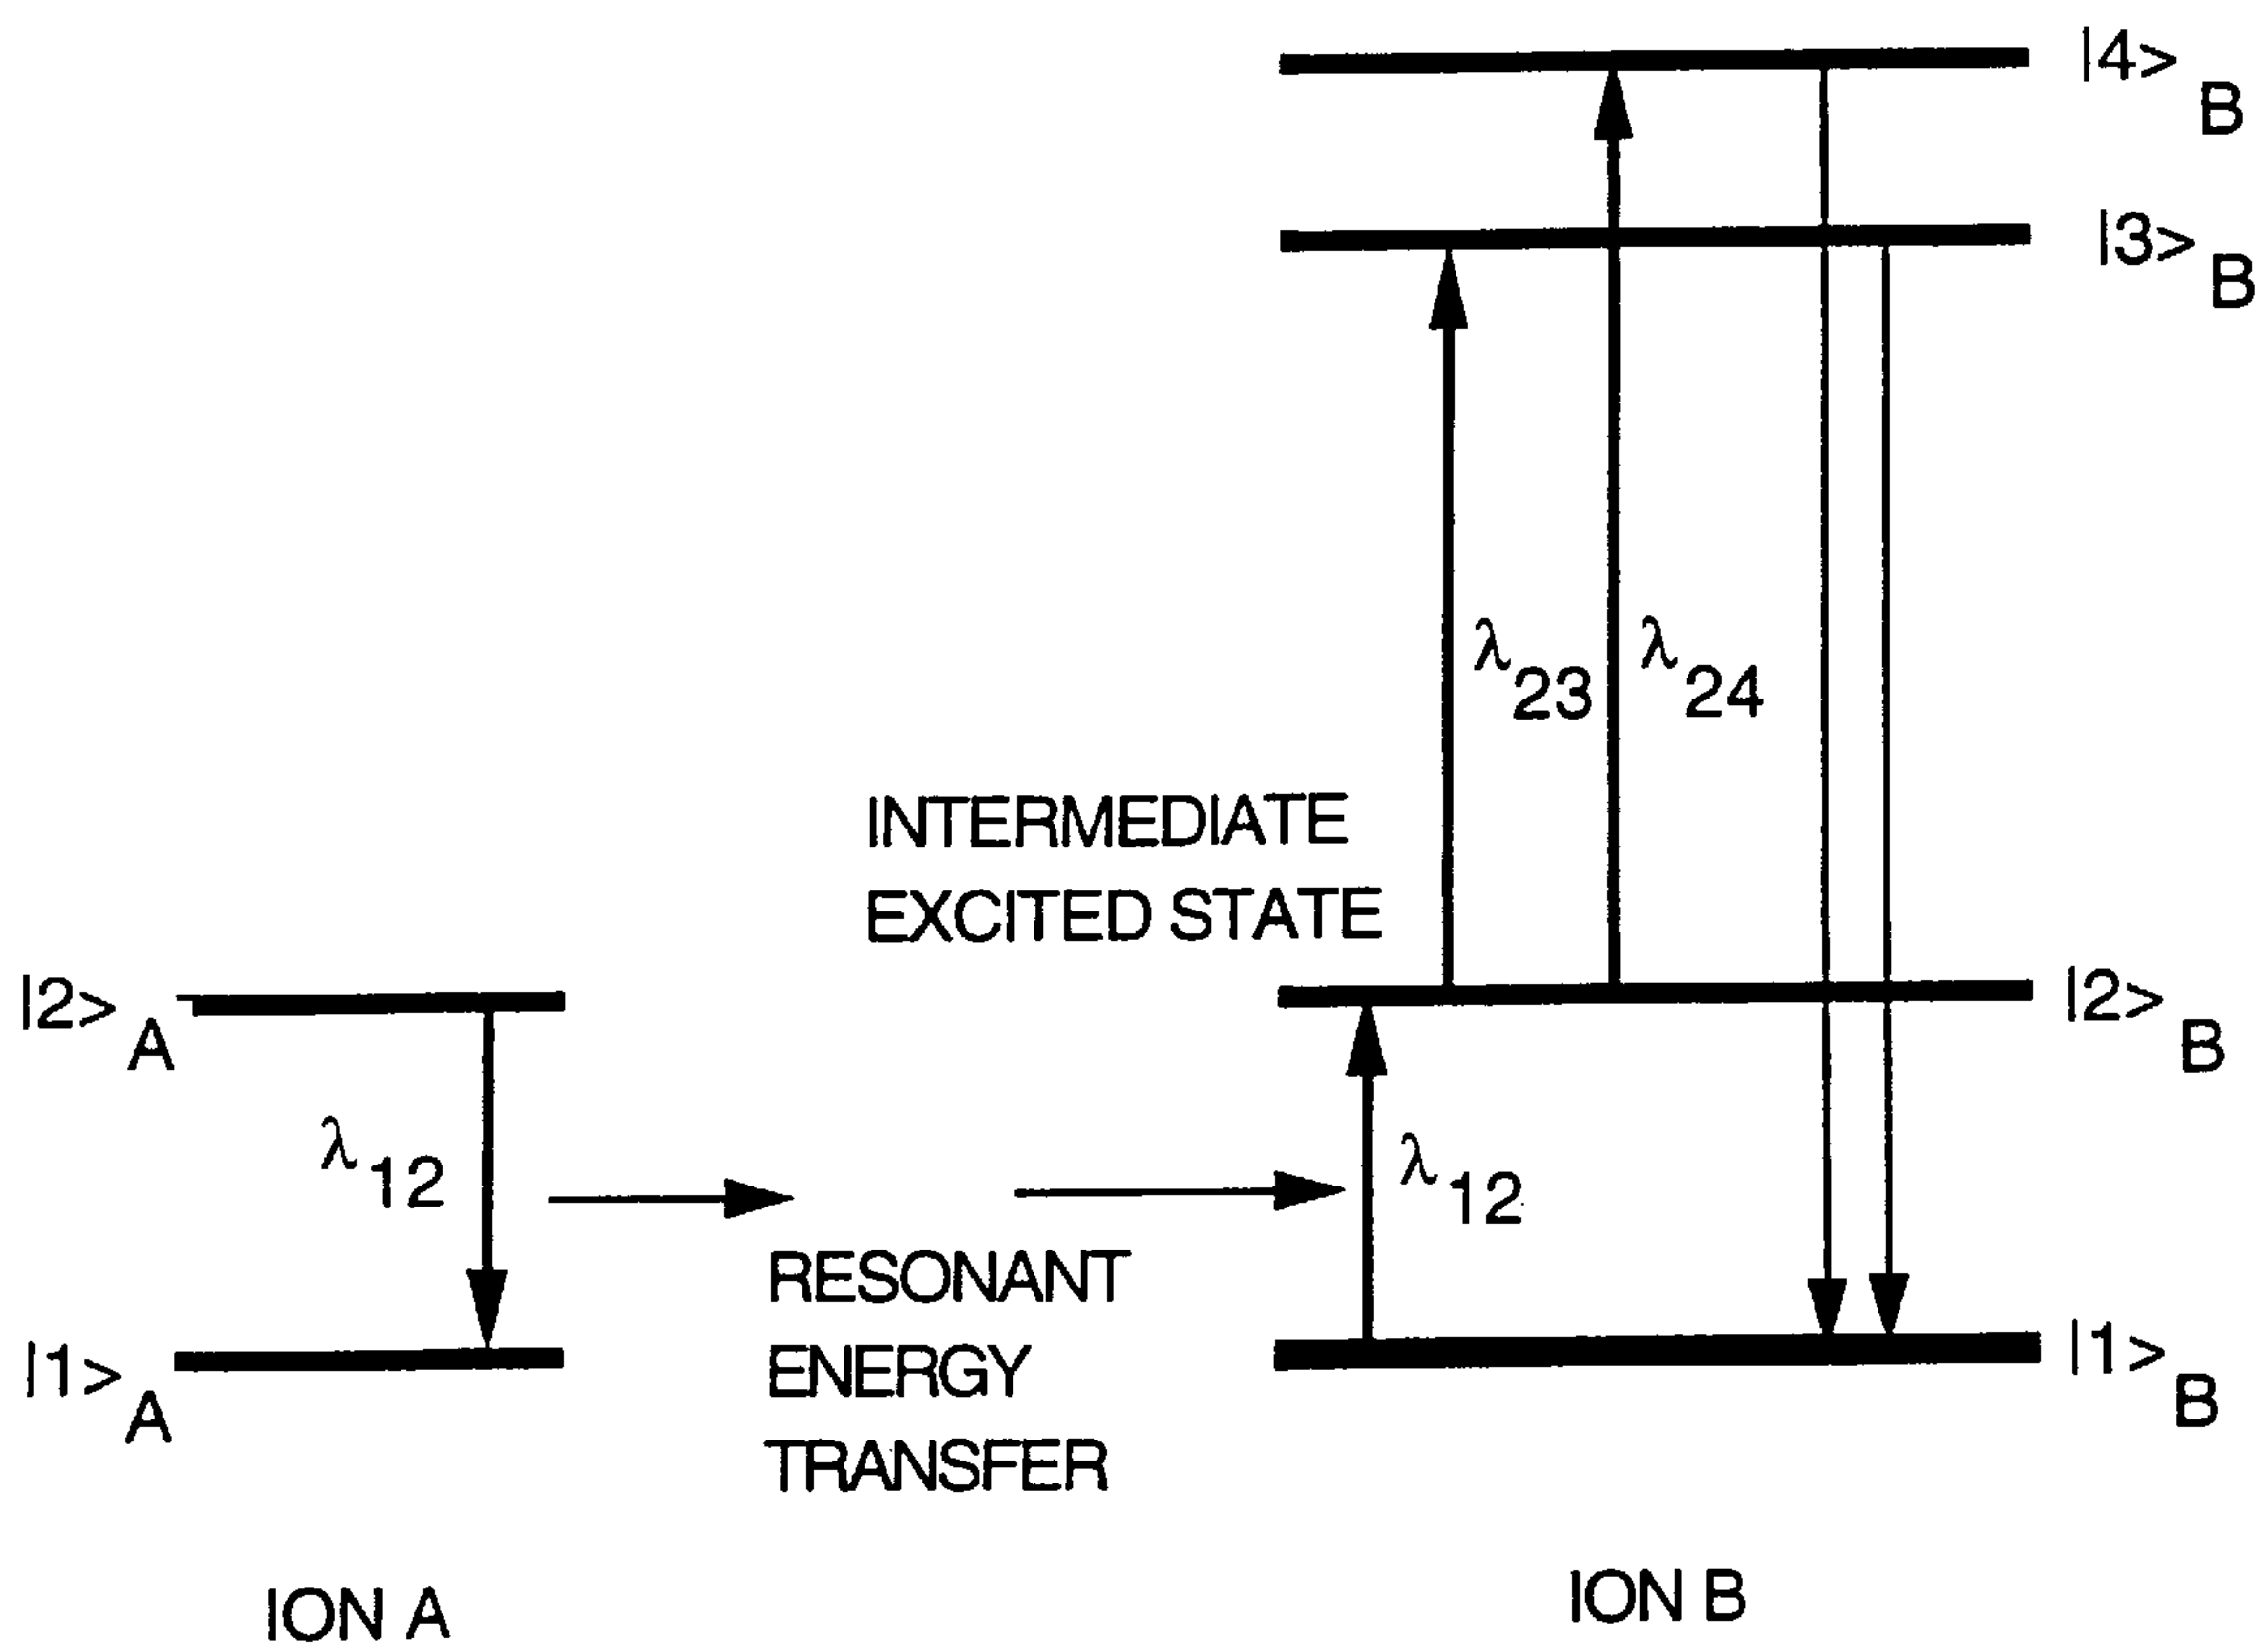 |4>B
|3>B
λ23
λ24
INTERMEDIATE
EXCITED STATE
|2>A
|2>B
λ12
λ12
RESONANT
ENERGY
TRANSFER
|1>A
|1>B
ION A
ION B